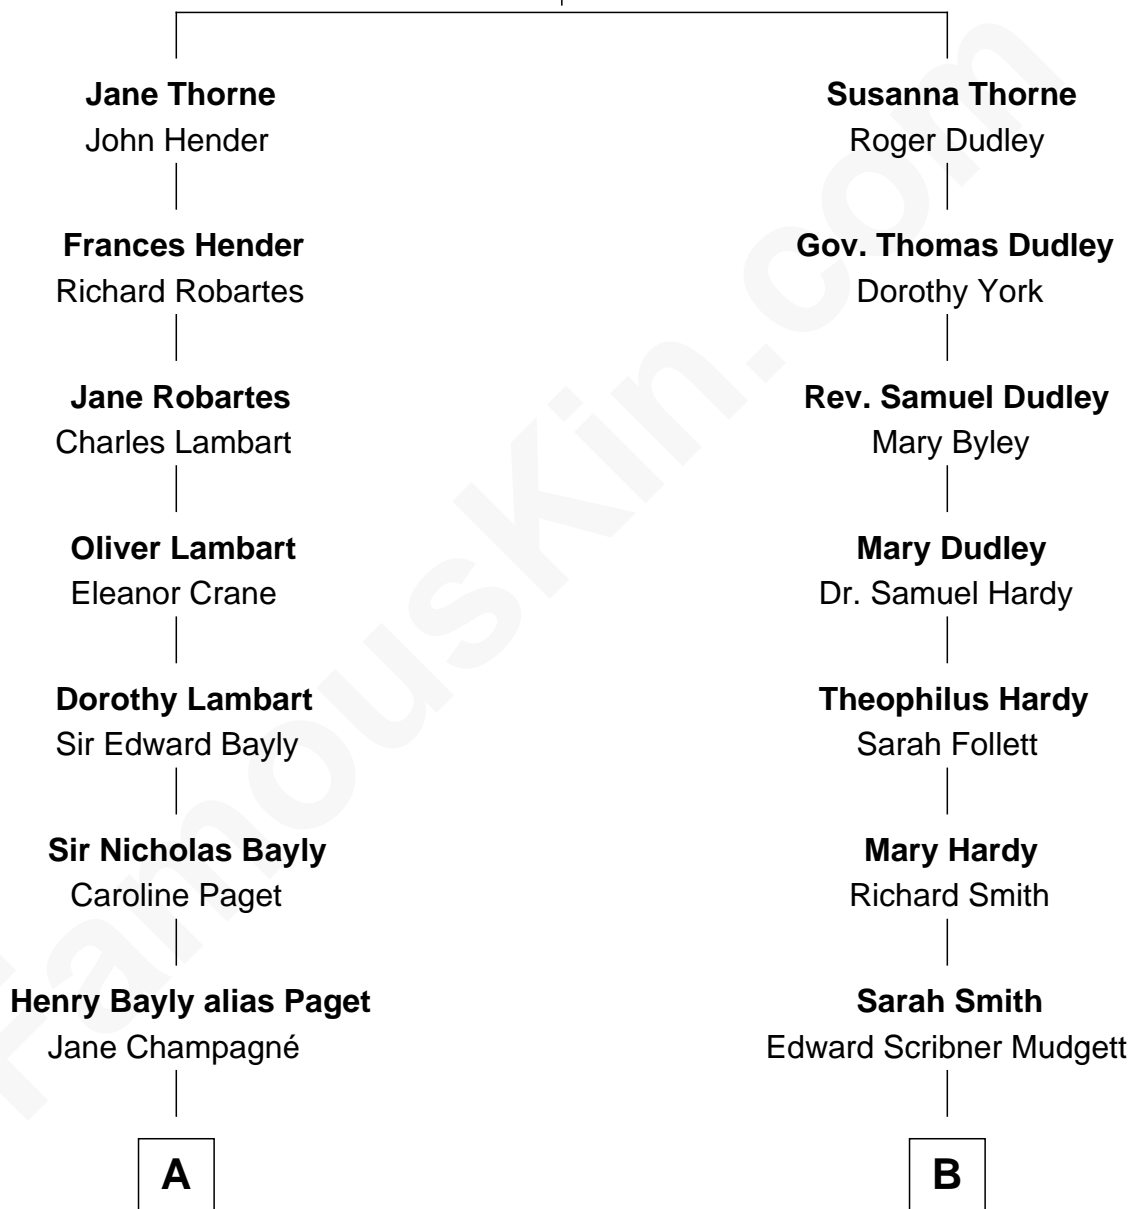 Jane Thorne
John Hender
Frances Hender
Richard Robartes
Jane Robartes
Charles Lambart
Oliver Lambart
Eleanor Crane
Dorothy Lambart
Sir Edward Bayly
Sir Nicholas Bayly
Caroline Paget
Henry Bayly alias Paget
Jane Champagné
A
Susanna Thorne
Roger Dudley
Gov. Thomas Dudley
Dorothy York
Rev. Samuel Dudley
Mary Byley
Mary Dudley
Dr. Samuel Hardy
Theophilus Hardy
Sarah Follett
Mary Hardy
Richard Smith
Sarah Smith
Edward Scribner Mudgett
B
FamousKin.com